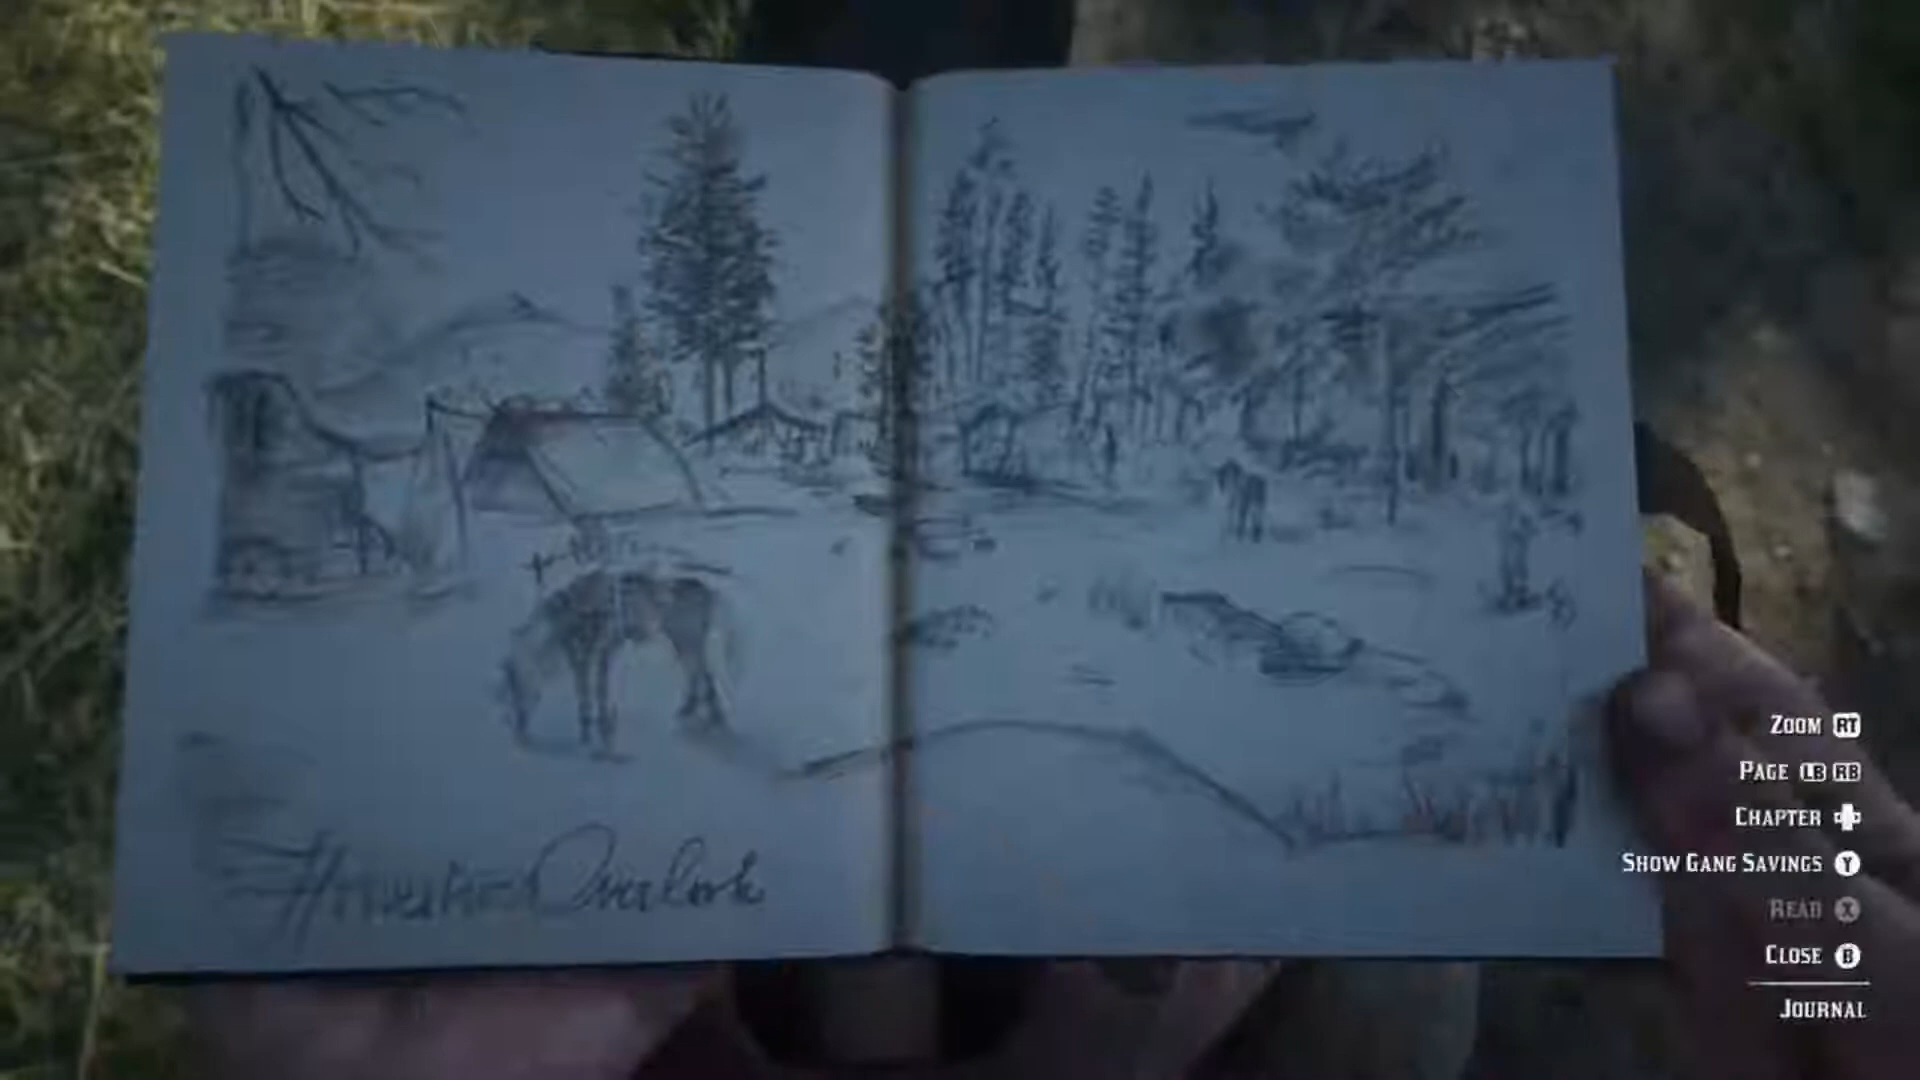 Horseshoe Overlook
ZOOM RT
PAGE LB RB
CHAPTER
SHOW GANG SAVINGS Y
READ X
CLOSE B
JOURNAL